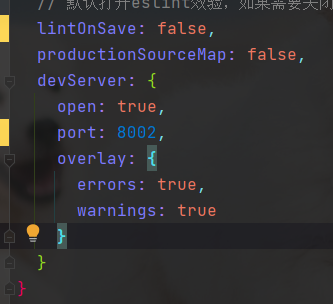 // 默认打开eslint效验，如果需要关闭
lintOnSave: false,
productionSourceMap: false,
devServer: {
open: true,
port: 8002,
overlay: {
errors: true,
warnings: true
}
}
}